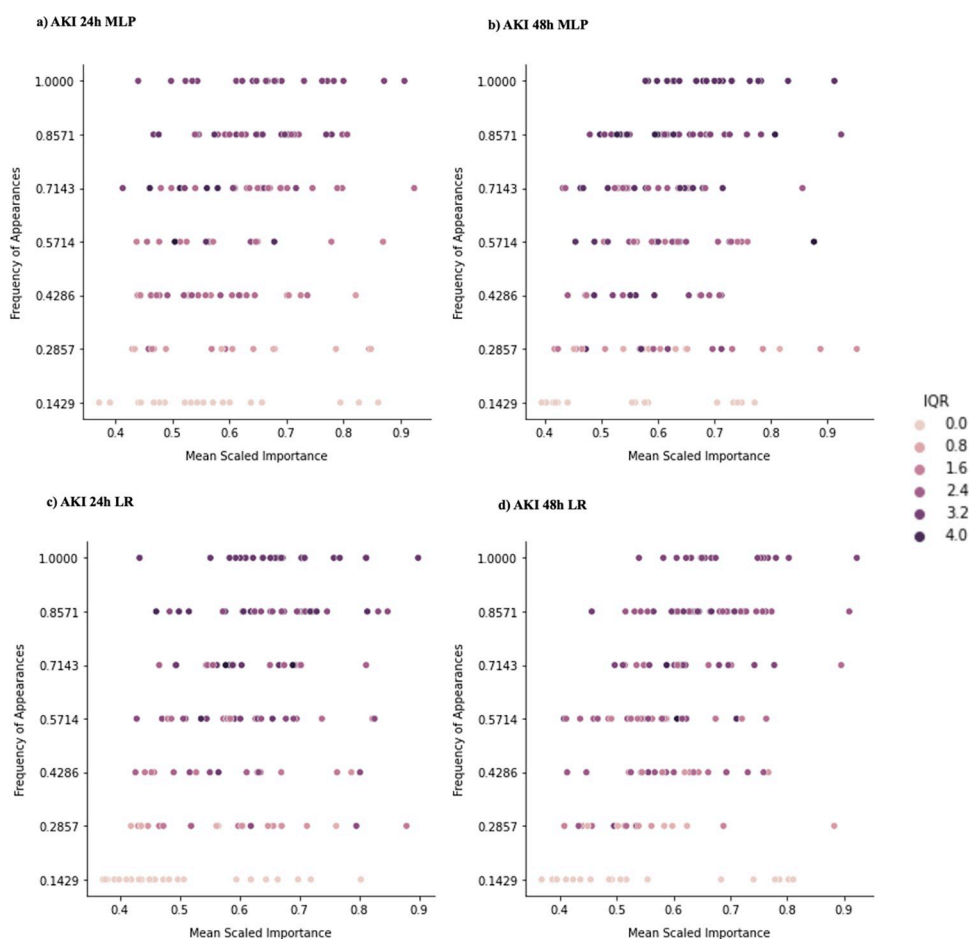 a) AKI 24h MLP
b) AKI 48h MLP
Frequency of Appearances
1.0000
0.8571
0.7143
0.5714
0.4286
0.2857
0.1429
0.4 0.5 0.6 0.7 0.8 0.9
Mean Scaled Importance
Frequency of Appearances
1.0000
0.8571
0.7143
0.5714
0.4286
0.2857
0.1429
0.4 0.5 0.6 0.7 0.8 0.9
Mean Scaled Importance
IQR
0.0
0.8
1.6
2.4
3.2
4.0
c) AKI 24h LR
d) AKI 48h LR
Frequency of Appearances
1.0000
0.8571
0.7143
0.5714
0.4286
0.2857
0.1429
0.4 0.5 0.6 0.7 0.8 0.9
Mean Scaled Importance
Frequency of Appearances
1.0000
0.8571
0.7143
0.5714
0.4286
0.2857
0.1429
0.4 0.5 0.6 0.7 0.8 0.9
Mean Scaled Importance